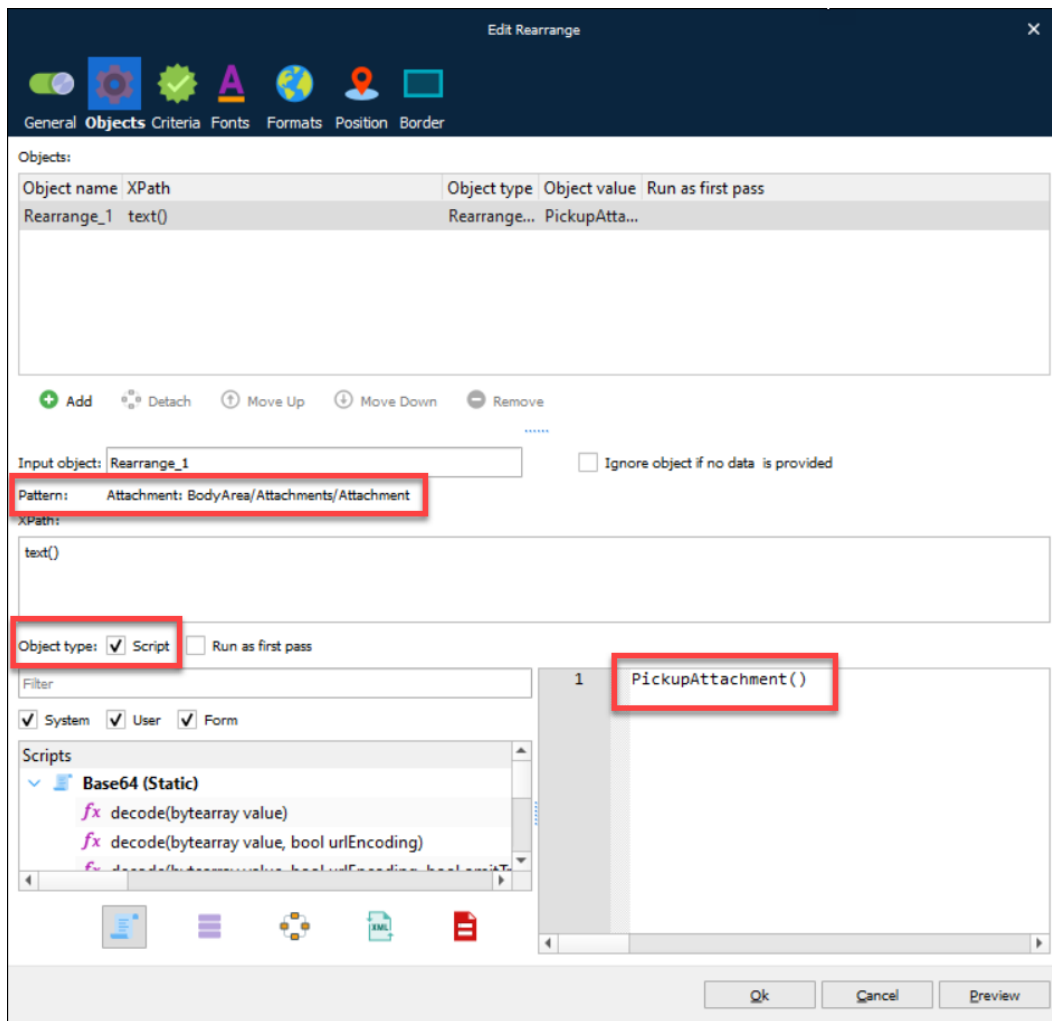 Edit Rearrange
General Objects Criteria Fonts Formats Position Border
Objects:
Object name XPath Object type Object value Run as first pass
Rearrange_1 text() Rearrange... PickupAtta...
Add Detach Move Up Move Down Remove
Input object: Rearrange_1 Ignore object if no data is provided
Pattern: Attachment: BodyArea/Attachments/Attachment
XPath:
text()
Object type: Script Run as first pass
Filter
1 PickupAttachment()
System User Form
Scripts
Base64 (Static)
fx decode(bytearray value)
fx decode(bytearray value, bool urlEncoding)
XML
Ok Cancel Preview